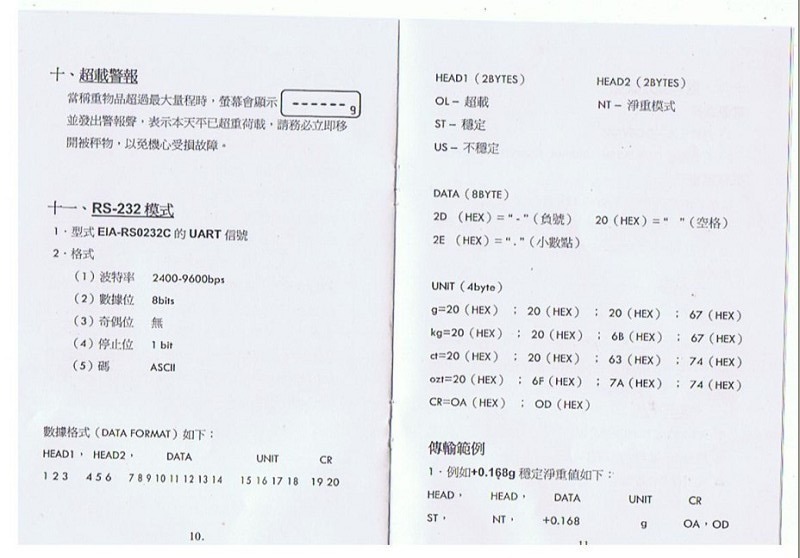 十、超載警報
當稱重物品超過最大量程時，螢幕會顯示 ------g
並發出警報聲，表示本天平已超重荷載，請務必立即移
開被秤物，以免機心受損故障。
十一、RS-232 模式
1．型式 EIA-RS0232C 的 UART 信號
2．格式
（1）波特率 2400-9600bps
（2）數據位 8bits
（3）奇偶位 無
（4）停止位 1 bit
（5）碼 ASCII
數據格式（DATA FORMAT）如下：
HEAD1， HEAD2， DATA UNIT CR
1 2 3 4 5 6 7 8 9 10 11 12 13 14 15 16 17 18 19 20
10.
HEAD1（2BYTES） HEAD2（2BYTES）
OL – 超載 NT – 淨重模式
ST – 穩定
US – 不穩定
DATA（8BYTE）
2D （HEX）= “ - ”（負號） 20（HEX）= “  ”（空格）
2E （HEX）= “ . ”（小數點）
UNIT（4byte）
g=20（HEX） ； 20（HEX） ； 20（HEX） ； 67（HEX）
kg=20（HEX） ； 20（HEX） ； 6B（HEX） ； 67（HEX）
ct=20（HEX） ； 20（HEX） ； 63（HEX） ； 74（HEX）
ozt=20（HEX） ； 6F（HEX） ； 7A（HEX） ； 74（HEX）
CR=OA（HEX） ； OD（HEX）
傳輸範例
1．例如+0.168g 穩定淨重值如下：
HEAD， HEAD， DATA UNIT CR
ST， NT， +0.168 g OA，OD